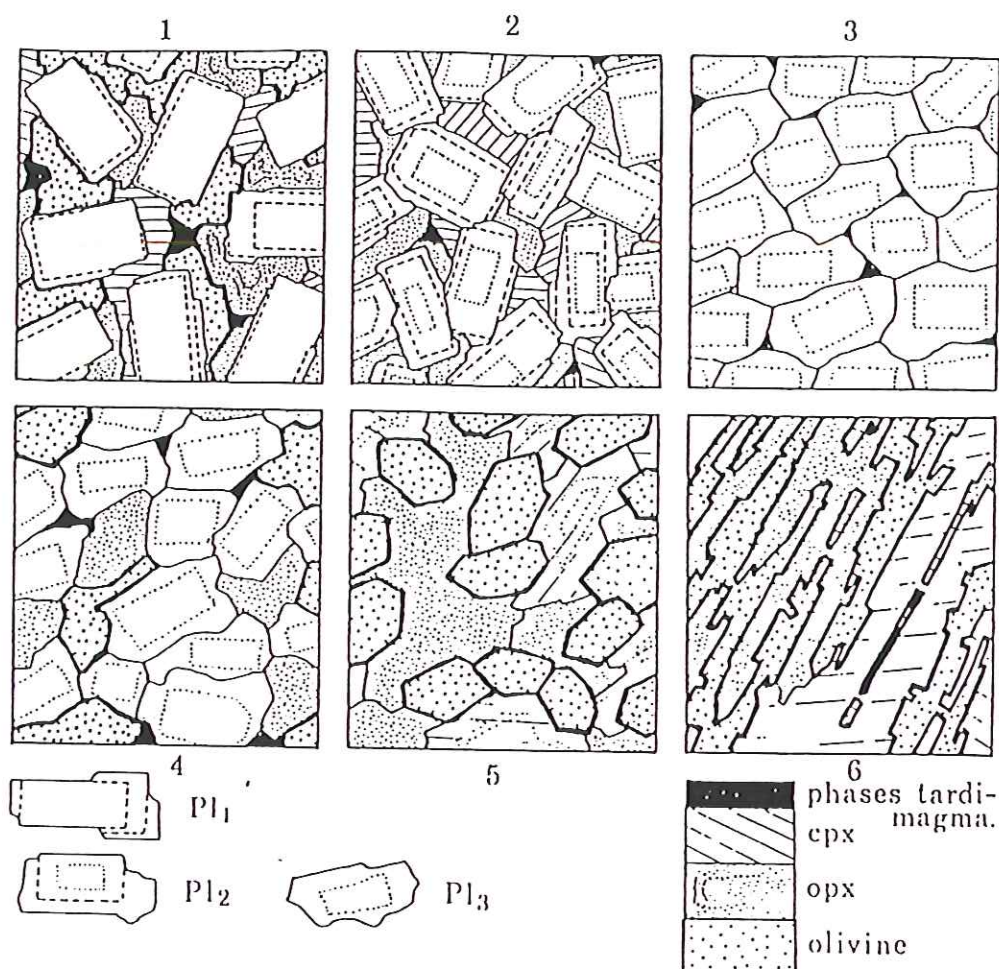 1 2 3
4 5 6
Pl1
Pl2 Pl3
phases tardi-
magma.
cpx
opx
olivine